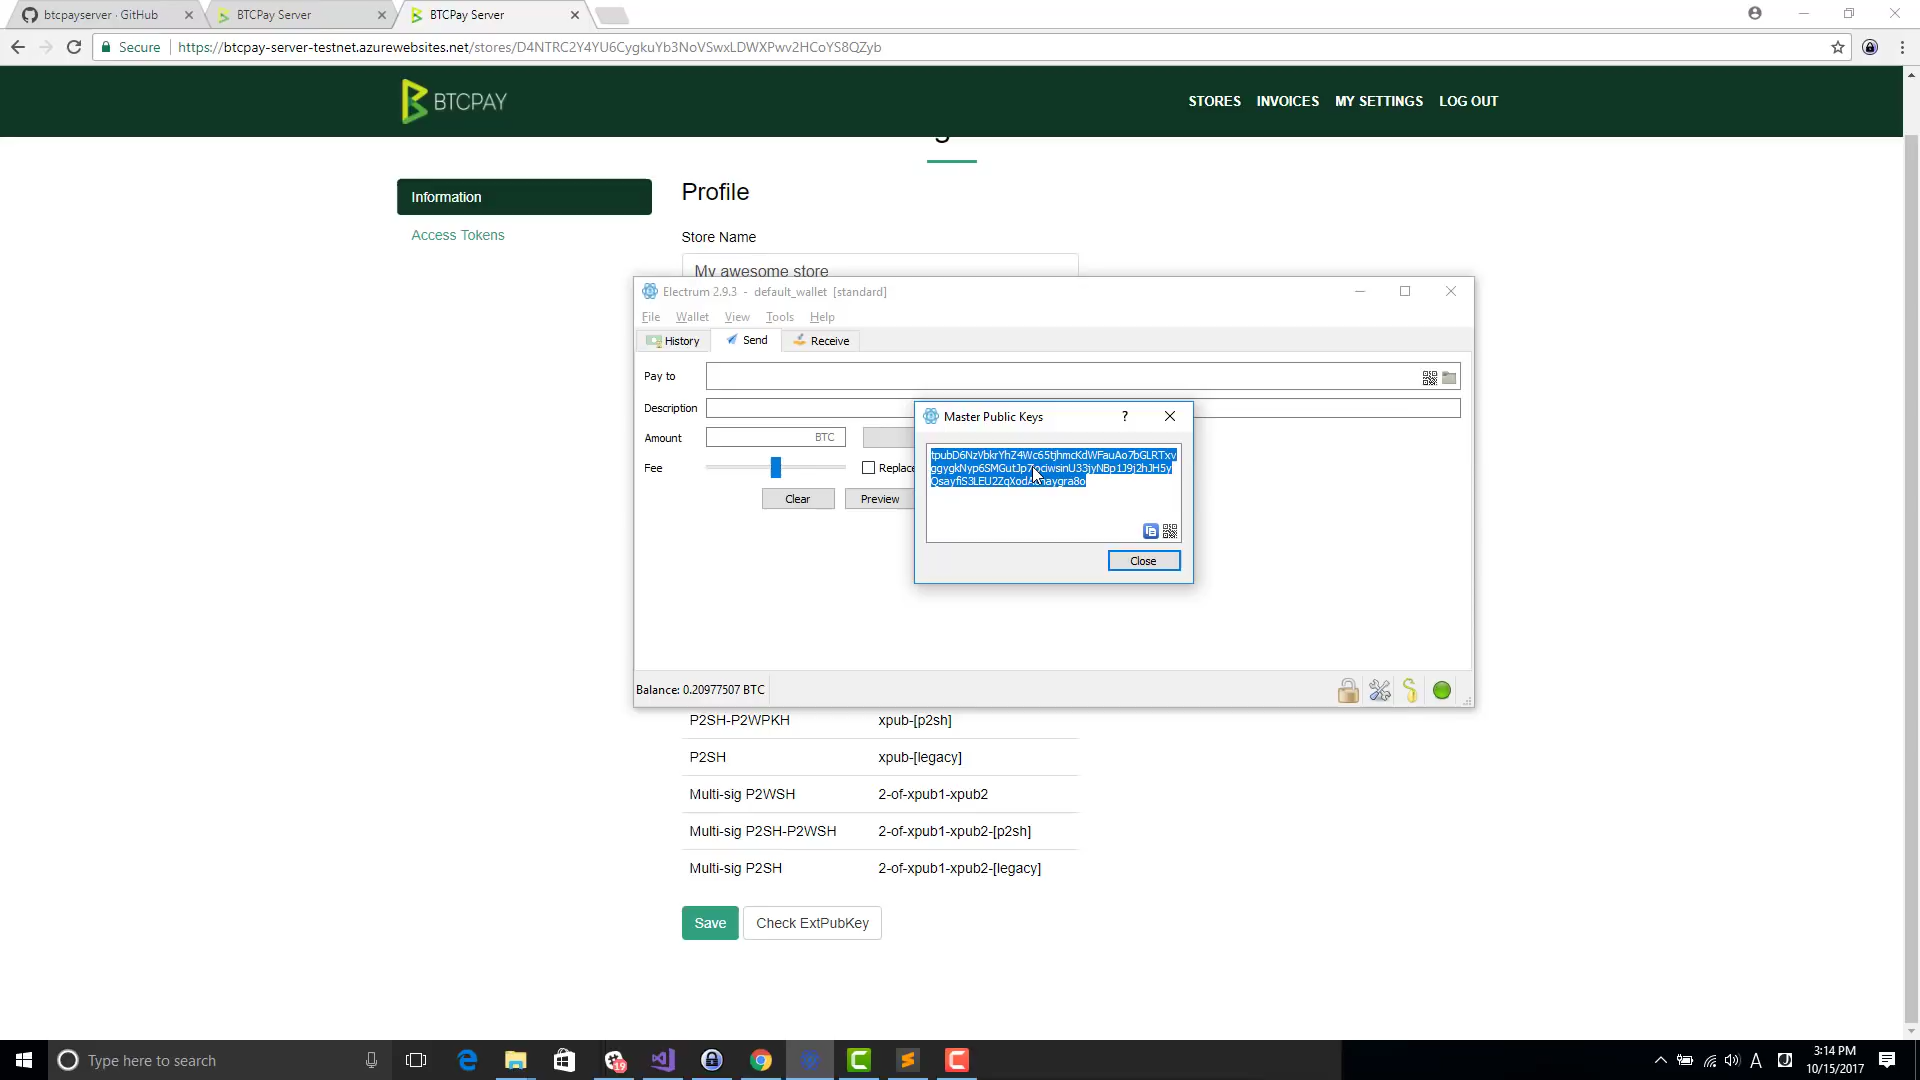 btcpayserver · GitHub
BTCPay Server
BTCPay Server
Secure
https://btcpay-server-testnet.azurewebsites.net/stores/D4NTRC2Y4YU6CygkuYb3NoVSwxLDWXPwv2HCoYS8QZyb
BTCPAY
STORES INVOICES MY SETTINGS LOG OUT
Information
Access Tokens
Profile
Store Name
My awesome store
Electrum 2.9.3 - default_wallet [standard]
File Wallet View Tools Help
History Send Receive
Pay to
Description
Amount
BTC
Fee
Replace
Clear
Preview
Master Public Keys
?
Close
Balance: 0.20977507 BTC
P2SH-P2WPKH xpub-[p2sh]
P2SH xpub-[legacy]
Multi-sig P2WSH 2-of-xpub1-xpub2
Multi-sig P2SH-P2WSH 2-of-xpub1-xpub2-[p2sh]
Multi-sig P2SH 2-of-xpub1-xpub2-[legacy]
Save
Check ExtPubKey
Type here to search
19
3:14 PM
10/15/2017